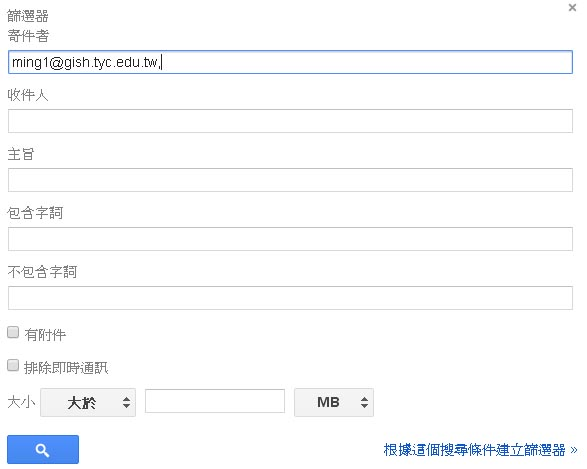 篩選器
寄件者
ming1@gish.tyc.edu.tw,
收件人
主旨
包含字詞
不包含字詞
有附件
排除即時通訊
大小 大於 MB
根據這個搜尋條件建立篩選器 »